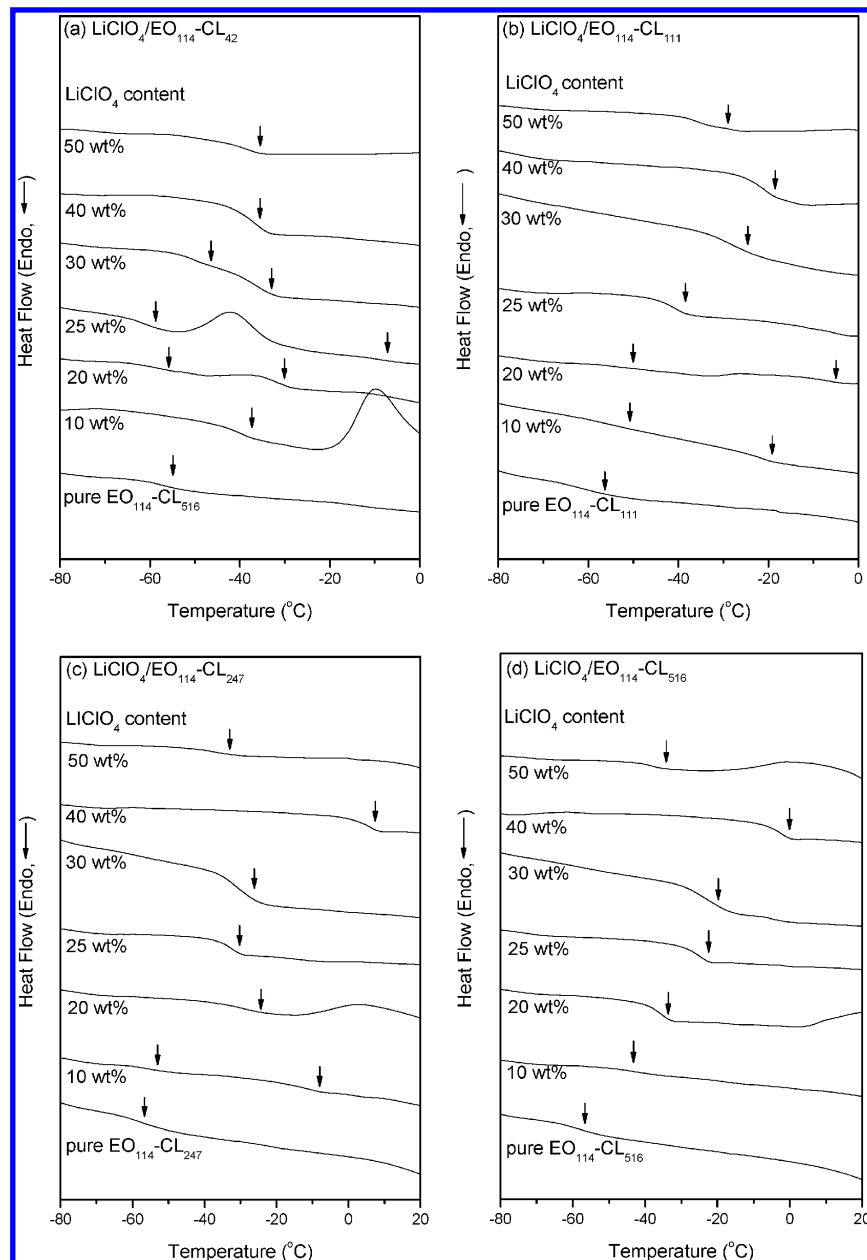 (a) LiClO₄/EO₁₁₄-CL₄₂
LiClO₄ content
50 wt%
40 wt%
30 wt%
25 wt%
20 wt%
10 wt%
pure EO₁₁₄-CL₅₁₆
Heat Flow (Endo, →)
-80 -60 -40 -20 0
Temperature (°C)
(b) LiClO₄/EO₁₁₄-CL₁₁₁
LiClO₄ content
50 wt%
40 wt%
30 wt%
25 wt%
20 wt%
10 wt%
pure EO₁₁₄-CL₁₁₁
Heat Flow (Endo, →)
-80 -60 -40 -20 0
Temperature (°C)
(c) LiClO₄/EO₁₁₄-CL₂₄₇
LIClO₄ content
50 wt%
40 wt%
30 wt%
25 wt%
20 wt%
10 wt%
pure EO₁₁₄-CL₂₄₇
Heat Flow (Endo, →)
-80 -60 -40 -20 0 20
Temperature (°C)
(d) LiClO₄/EO₁₁₄-CL₅₁₆
LiClO₄ content
50 wt%
40 wt%
30 wt%
25 wt%
20 wt%
10 wt%
pure EO₁₁₄-CL₅₁₆
Heat Flow (Endo, →)
-80 -60 -40 -20 0 20
Temperature (°C)